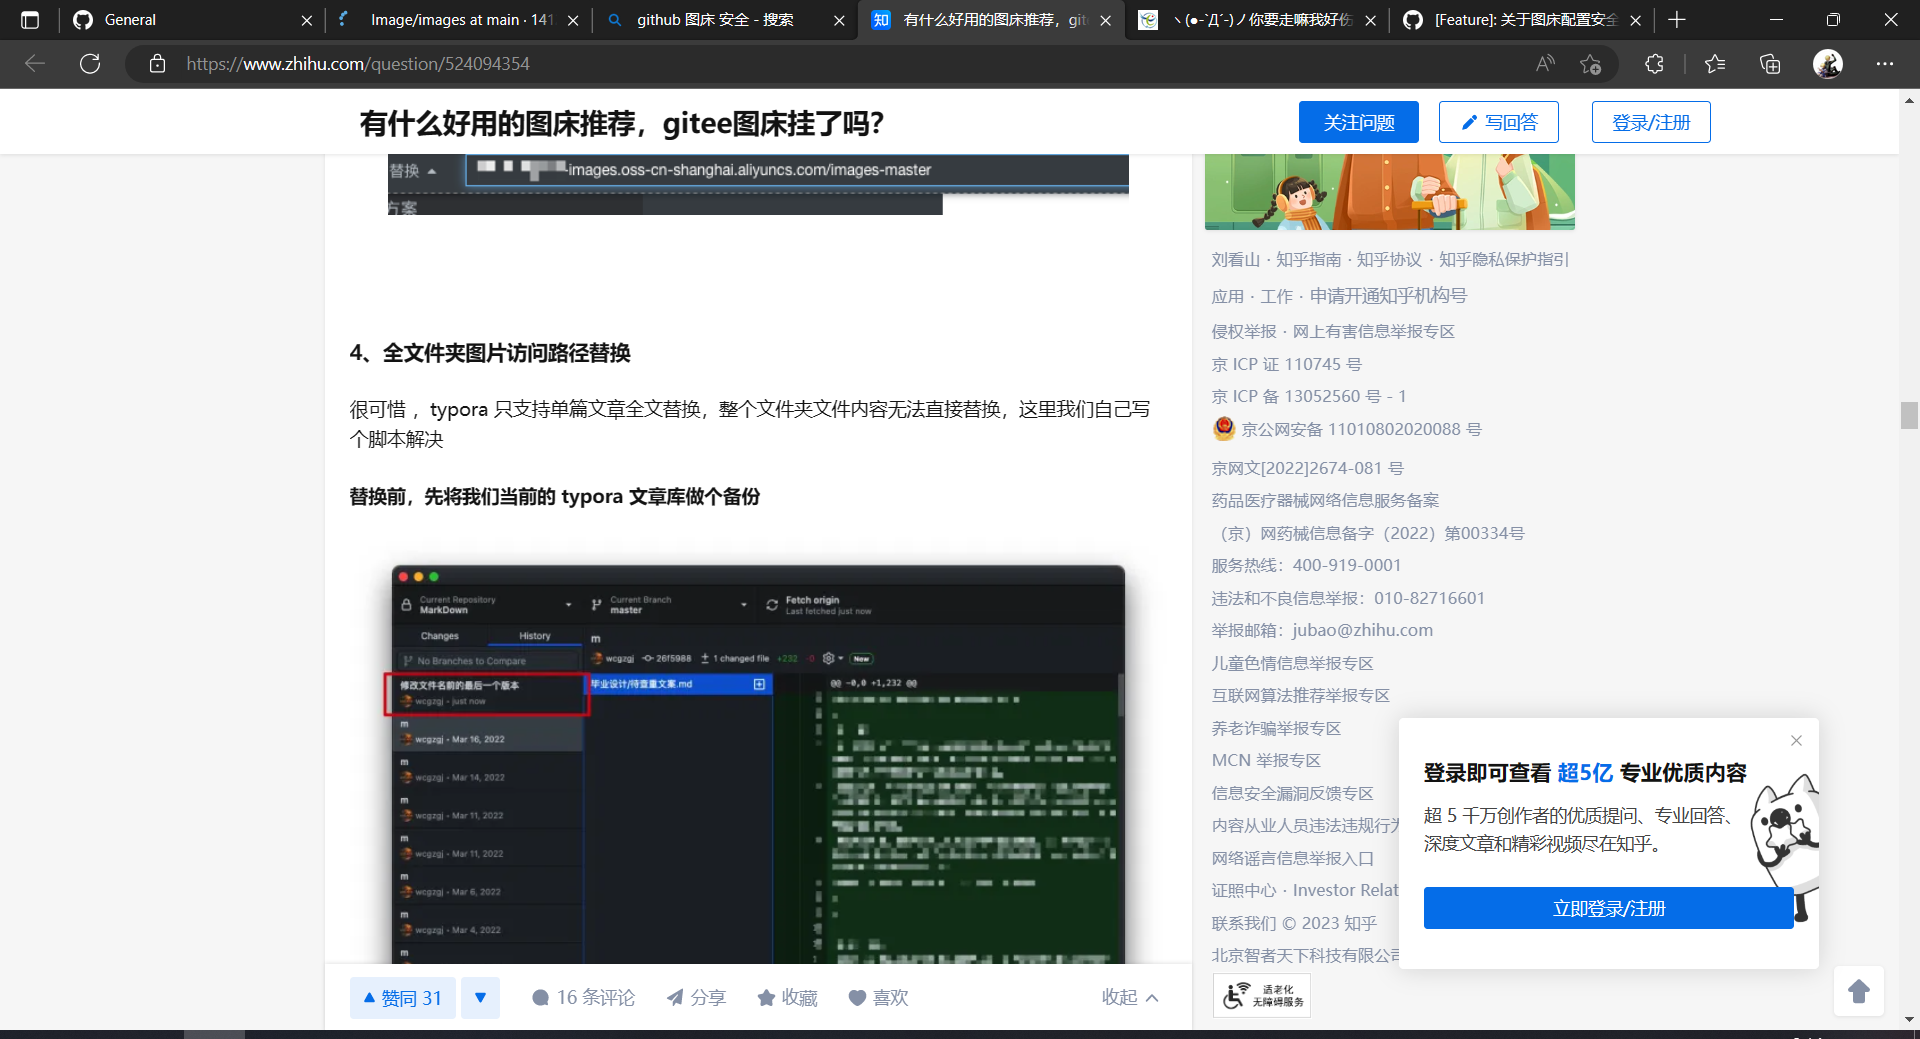 General
Image/images at main · 141
github 图床 安全 - 搜索
有什么好用的图床推荐，git
ヽ(●-`Д´-)ノ你要走嘛我好伤
[Feature]: 关于图床配置安全
https://www.zhihu.com/question/524094354
有什么好用的图床推荐，gitee图床挂了吗？
关注问题
写回答
登录/注册
替换
-images.oss-cn-shanghai.aliyuncs.com/images-master
方案
4、全文件夹图片访问路径替换
很可惜 ，typora 只支持单篇文章全文替换，整个文件夹文件内容无法直接替换，这里我们自己写
个脚本解决
替换前，先将我们当前的 typora 文章库做个备份
Current Repository
MarkDown
Current Branch
master
Fetch origin
Last fetched just now
Changes
History
No Branches to Compare
m
wcgzgj
26f5988
1 changed file
+232
-0
New
修改文件名前的最后一个版本
wcgzgj • just now
毕业设计/待查重文案.md
@@ -0,0 +1,232 @@
m
wcgzgj • Mar 16, 2022
m
wcgzgj • Mar 14, 2022
m
wcgzgj • Mar 11, 2022
m
wcgzgj • Mar 11, 2022
m
wcgzgj • Mar 6, 2022
m
wcgzgj • Mar 4, 2022
m
赞同 31
16 条评论
分享
收藏
喜欢
收起
刘看山 · 知乎指南 · 知乎协议 · 知乎隐私保护指引
应用 · 工作 · 申请开通知乎机构号
侵权举报 · 网上有害信息举报专区
京 ICP 证 110745 号
京 ICP 备 13052560 号 - 1
京公网安备 11010802020088 号
京网文[2022]2674-081 号
药品医疗器械网络信息服务备案
（京）网药械信息备字（2022）第00334号
服务热线：400-919-0001
违法和不良信息举报：010-82716601
举报邮箱：jubao@zhihu.com
儿童色情信息举报专区
互联网算法推荐举报专区
养老诈骗举报专区
MCN 举报专区
信息安全漏洞反馈专区
内容从业人员违法违规行为
网络谣言信息举报入口
证照中心 · Investor Relat
联系我们 © 2023 知乎
北京智者天下科技有限公司
适老化
无障碍服务
登录即可查看 超5亿 专业优质内容
超 5 千万创作者的优质提问、专业回答、
深度文章和精彩视频尽在知乎。
立即登录/注册